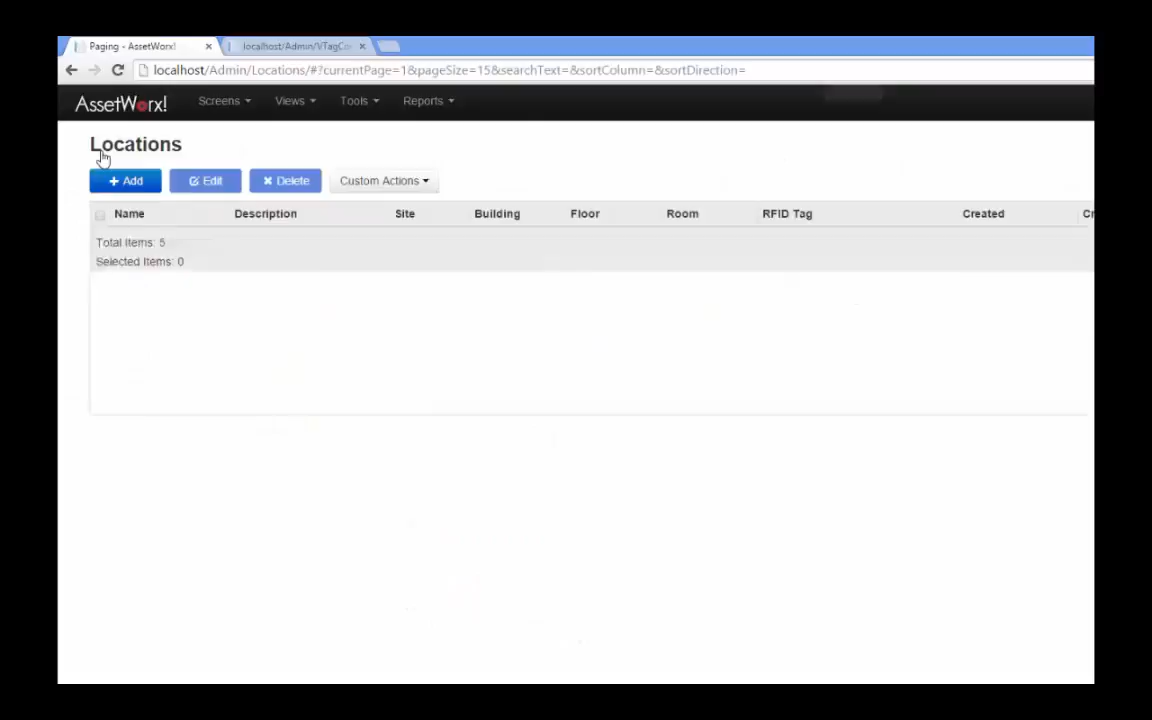 Paging - AssetWorx! × localhost/Admin/VTagCo ×
localhost/Admin/Locations/#?currentPage=1&pageSize=15&searchText=&sortColumn=&sortDirection=
AssetWorx! Screens Views Tools Reports
Locations
+ Add Edit × Delete Custom Actions
Name Description Site Building Floor Room RFID Tag Created Cr
Total Items: 5
Selected Items: 0